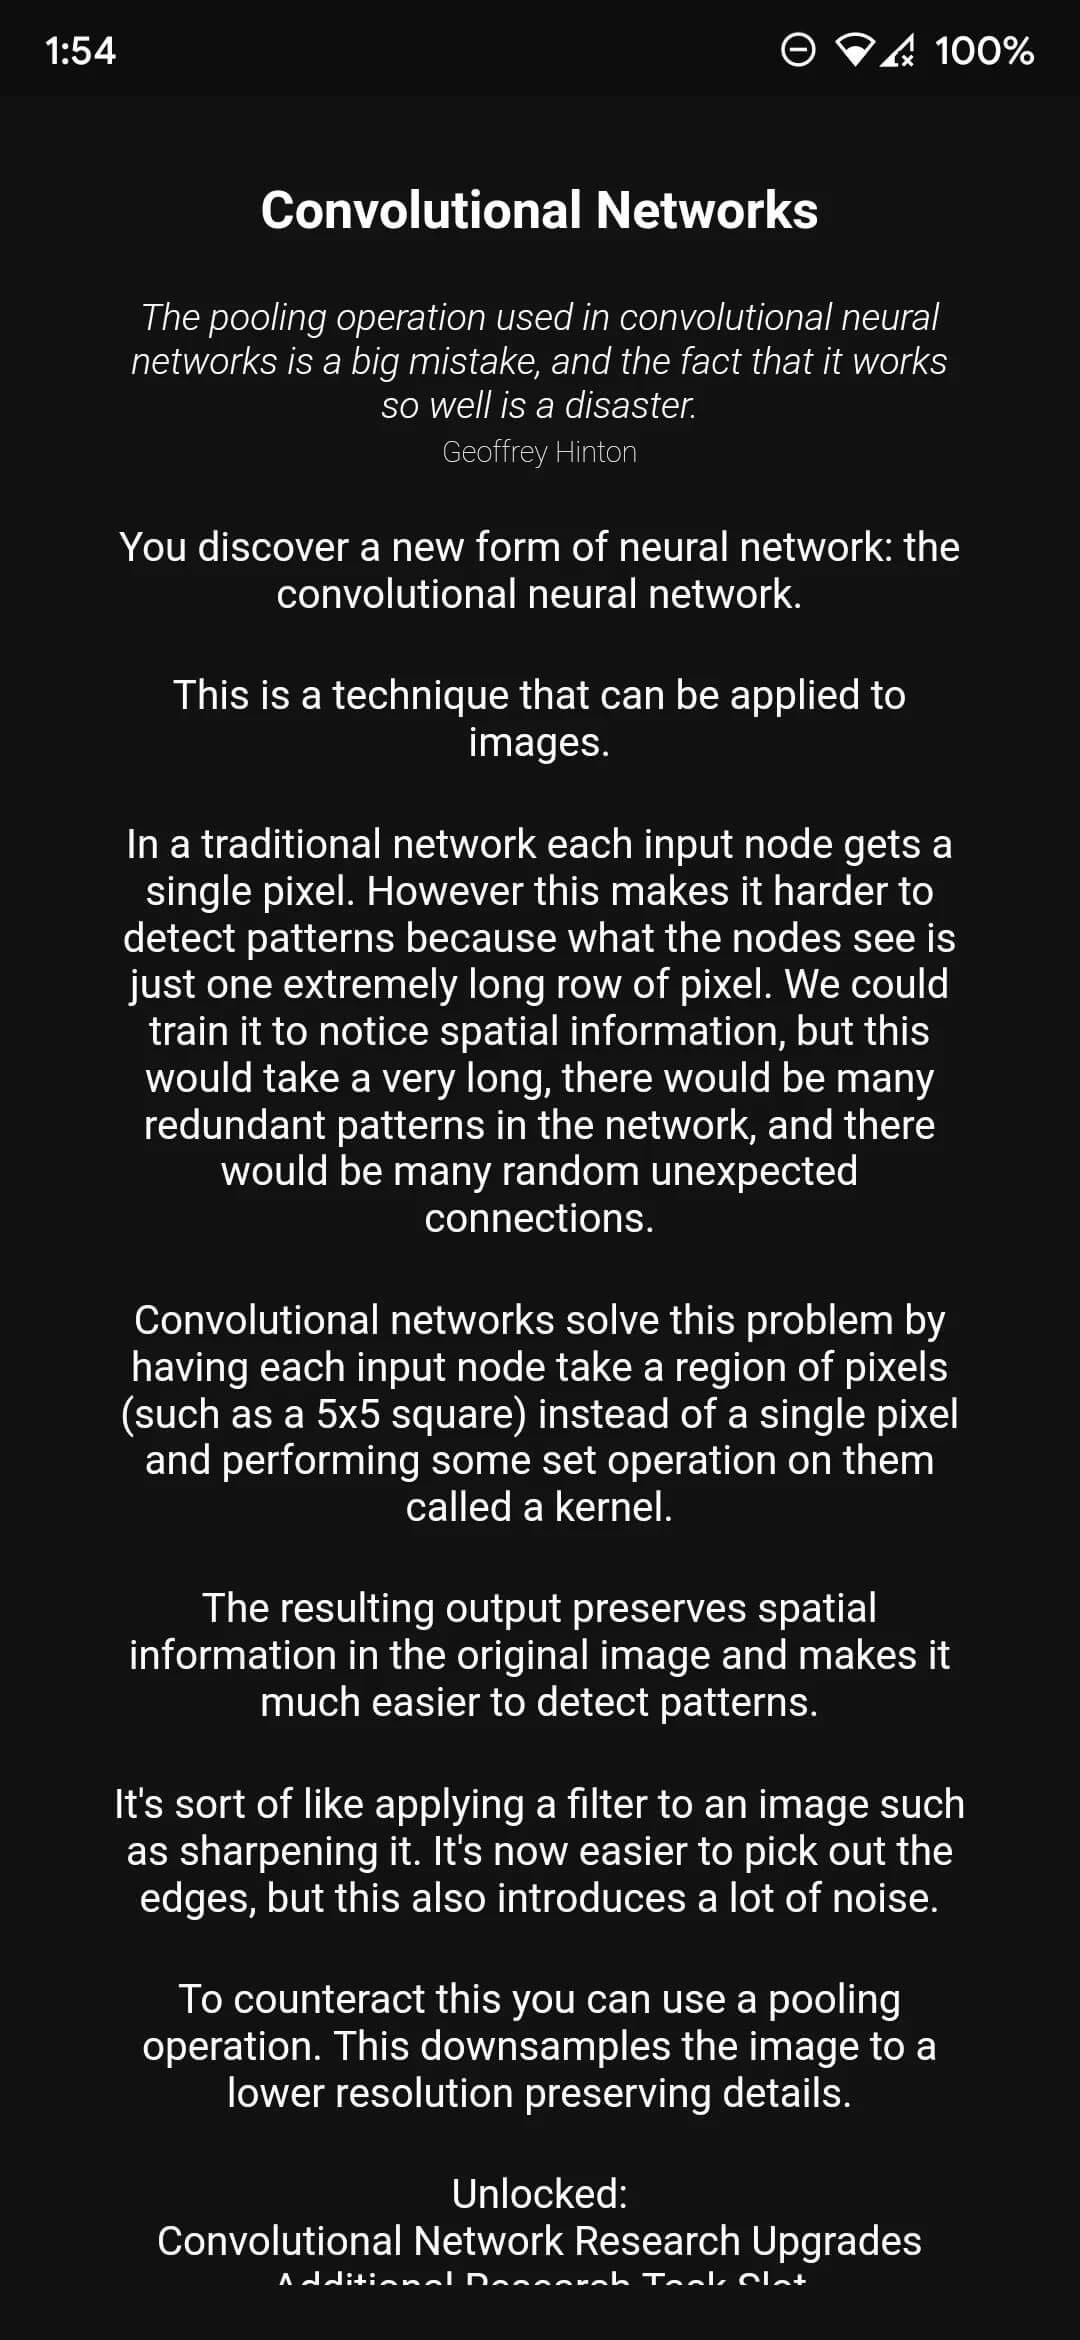 1:54
100%
Convolutional Networks
The pooling operation used in convolutional neural
networks is a big mistake, and the fact that it works
so well is a disaster.
Geoffrey Hinton
You discover a new form of neural network: the
convolutional neural network.
This is a technique that can be applied to
images.
In a traditional network each input node gets a
single pixel. However this makes it harder to
detect patterns because what the nodes see is
just one extremely long row of pixel. We could
train it to notice spatial information, but this
would take a very long, there would be many
redundant patterns in the network, and there
would be many random unexpected
connections.
Convolutional networks solve this problem by
having each input node take a region of pixels
(such as a 5x5 square) instead of a single pixel
and performing some set operation on them
called a kernel.
The resulting output preserves spatial
information in the original image and makes it
much easier to detect patterns.
It's sort of like applying a filter to an image such
as sharpening it. It's now easier to pick out the
edges, but this also introduces a lot of noise.
To counteract this you can use a pooling
operation. This downsamples the image to a
lower resolution preserving details.
Unlocked:
Convolutional Network Research Upgrades
Additional Research Task Slot